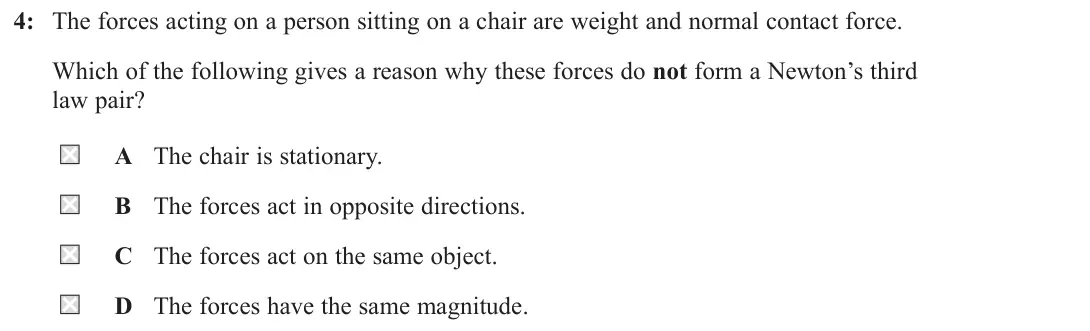 4: The forces acting on a person sitting on a chair are weight and normal contact force.
Which of the following gives a reason why these forces do not form a Newton’s third
law pair?
A The chair is stationary.
B The forces act in opposite directions.
C The forces act on the same object.
D The forces have the same magnitude.